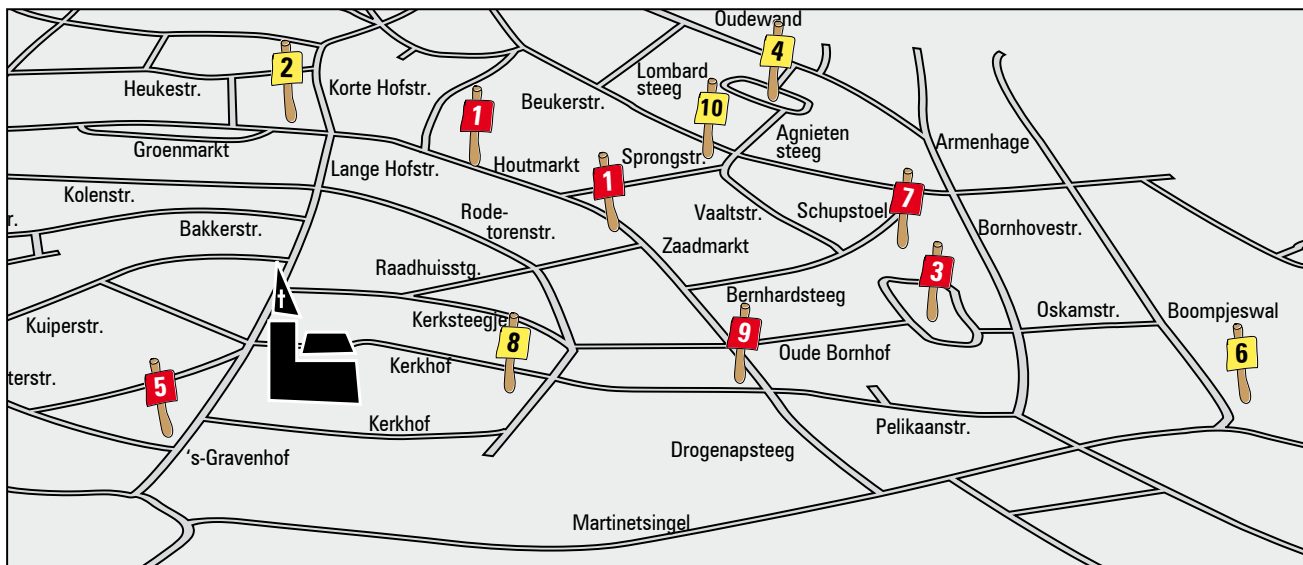 Oudewand
4
2
Lombard
steeg
Heukestr.
Korte Hofstr.
Beukerstr.
10
1
Agnieten
steeg
Armenhage
Groenmarkt
Lange Hofstr.
Houtmarkt
Sprongstr.
1
7
Kolenstr.
Rode-
torenstr.
Vaaltstr.
Schupstoel
r.
Bakkerstr.
Zaadmarkt
Bornhovestr.
Raadhuisstg.
3
Bernhardsteeg
Oskamstr.
Boompjeswal
Kuiperstr.
Kerksteegje
8
9
Oude Bornhof
6
Kerkhof
terstr.
5
Kerkhof
Pelikaanstr.
's-Gravenhof
Drogenapsteeg
Martinetsingel